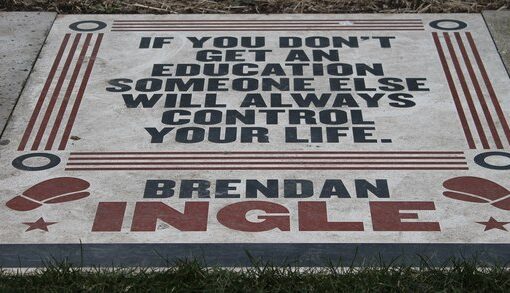 IF YOU DON'T
GET AN
EDUCATION
SOMEONE ELSE
WILL ALWAYS
CONTROL
YOUR LIFE.
BRENDAN
INGLE